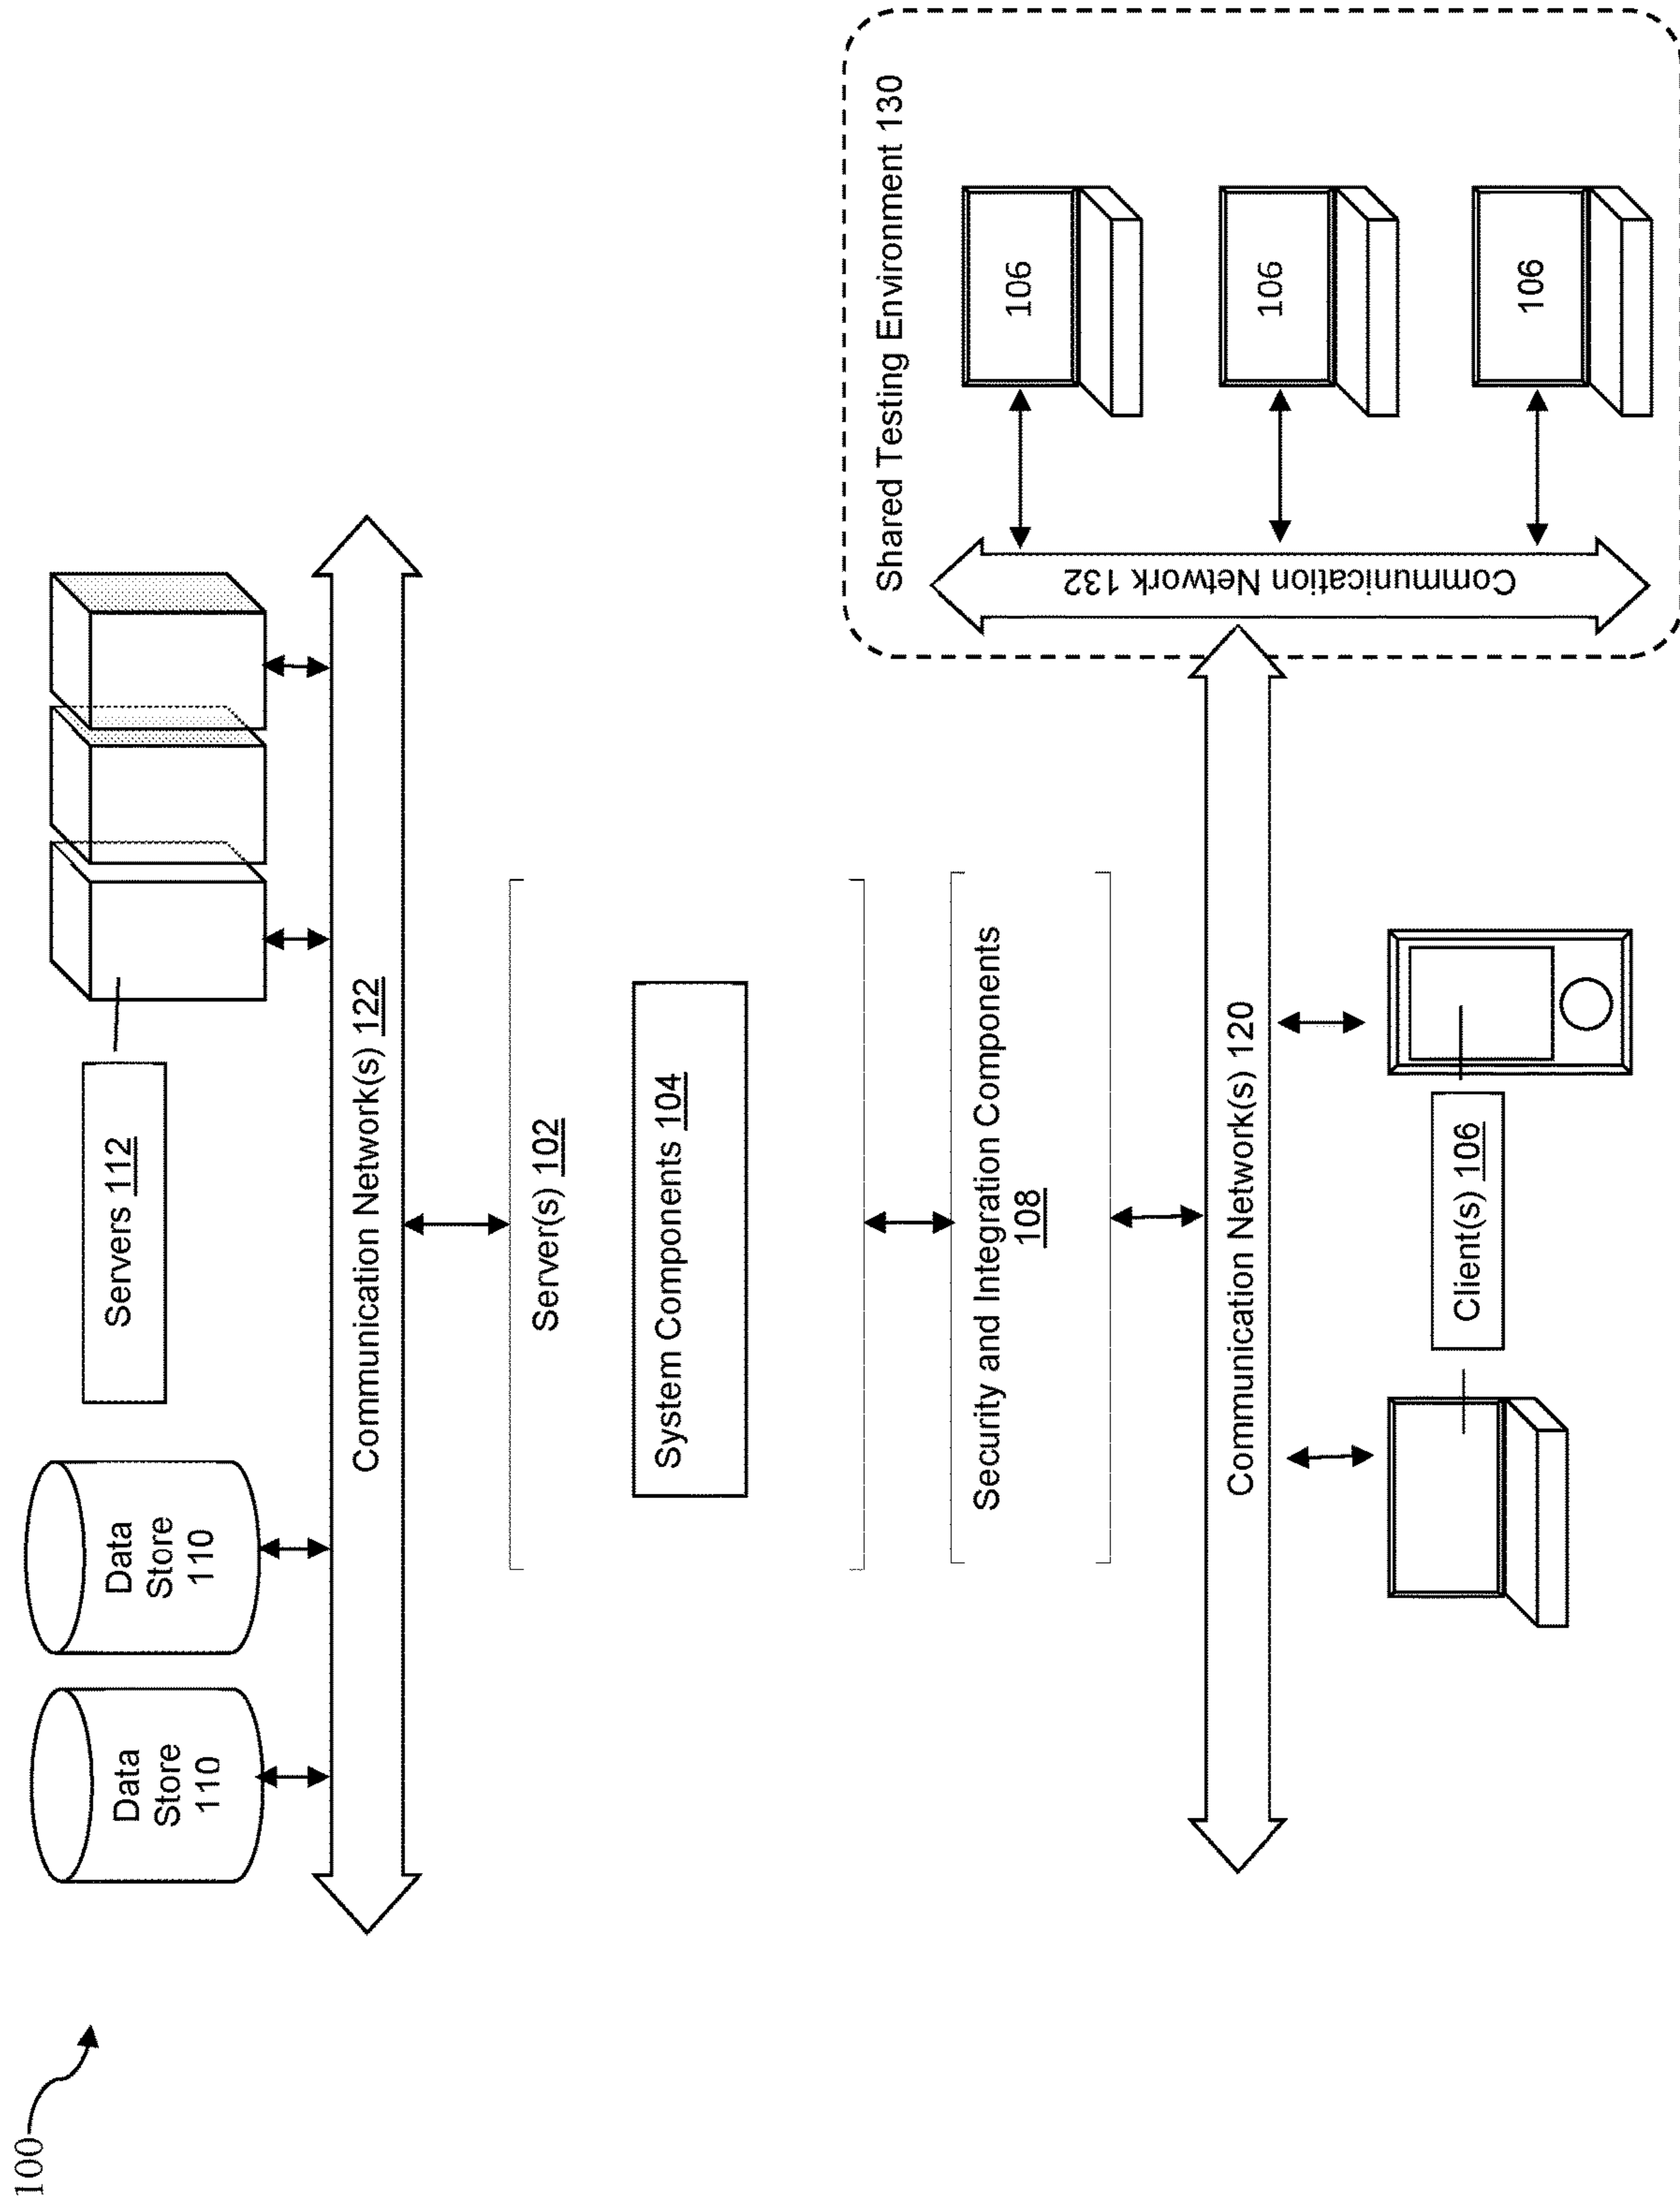 100
Data
Store
110
Data
Store
110
Servers 112
Communication Network(s) 122
Server(s) 102
System Components 104
Security and Integration Components
108
Communication Network(s) 120
Client(s) 106
Shared Testing Environment 130
Communication Network 132
106
106
106